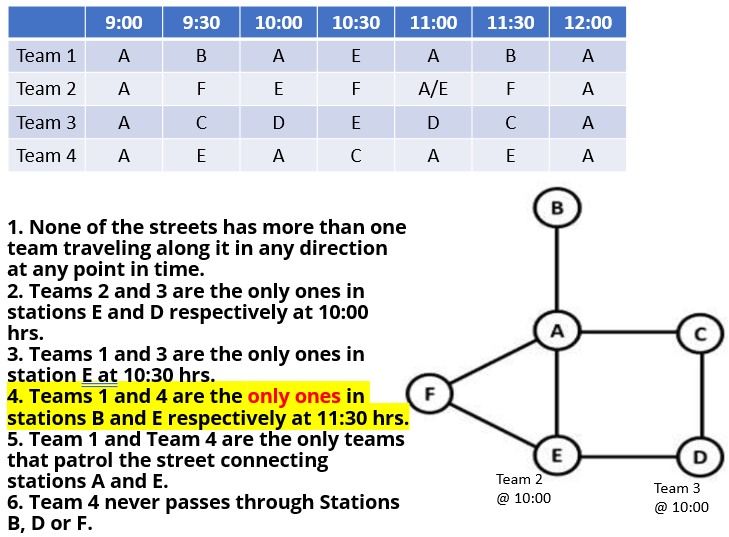 9:00 9:30 10:00 10:30 11:00 11:30 12:00
Team 1 A B A E A B A
Team 2 A F E F A/E F A
Team 3 A C D E D C A
Team 4 A E A C A E A
1. None of the streets has more than one
team traveling along it in any direction
at any point in time.
2. Teams 2 and 3 are the only ones in
stations E and D respectively at 10:00
hrs.
3. Teams 1 and 3 are the only ones in
station E at 10:30 hrs.
4. Teams 1 and 4 are the only ones in
stations B and E respectively at 11:30 hrs.
5. Team 1 and Team 4 are the only teams
that patrol the street connecting
stations A and E.
6. Team 4 never passes through Stations
B, D or F.
B
A
C
F
E
D
Team 2
@ 10:00
Team 3
@ 10:00